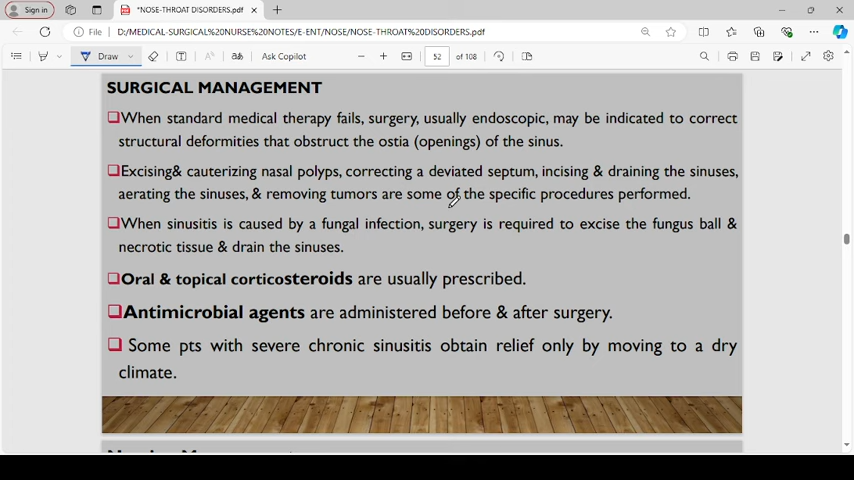 Sign in
*NOSE-THROAT DISORDERS.pdf
File
D:/MEDICAL-SURGICAL%20NURSE%20NOTES/E-ENT/NOSE/NOSE-THROAT%20DISORDERS.pdf
Draw
Ask Copilot
52 of 108
SURGICAL MANAGEMENT
When standard medical therapy fails, surgery, usually endoscopic, may be indicated to correct
structural deformities that obstruct the ostia (openings) of the sinus.
Excising& cauterizing nasal polyps, correcting a deviated septum, incising & draining the sinuses,
aerating the sinuses, & removing tumors are some of the specific procedures performed.
When sinusitis is caused by a fungal infection, surgery is required to excise the fungus ball &
necrotic tissue & drain the sinuses.
Oral & topical corticosteroids are usually prescribed.
Antimicrobial agents are administered before & after surgery.
Some pts with severe chronic sinusitis obtain relief only by moving to a dry
climate.